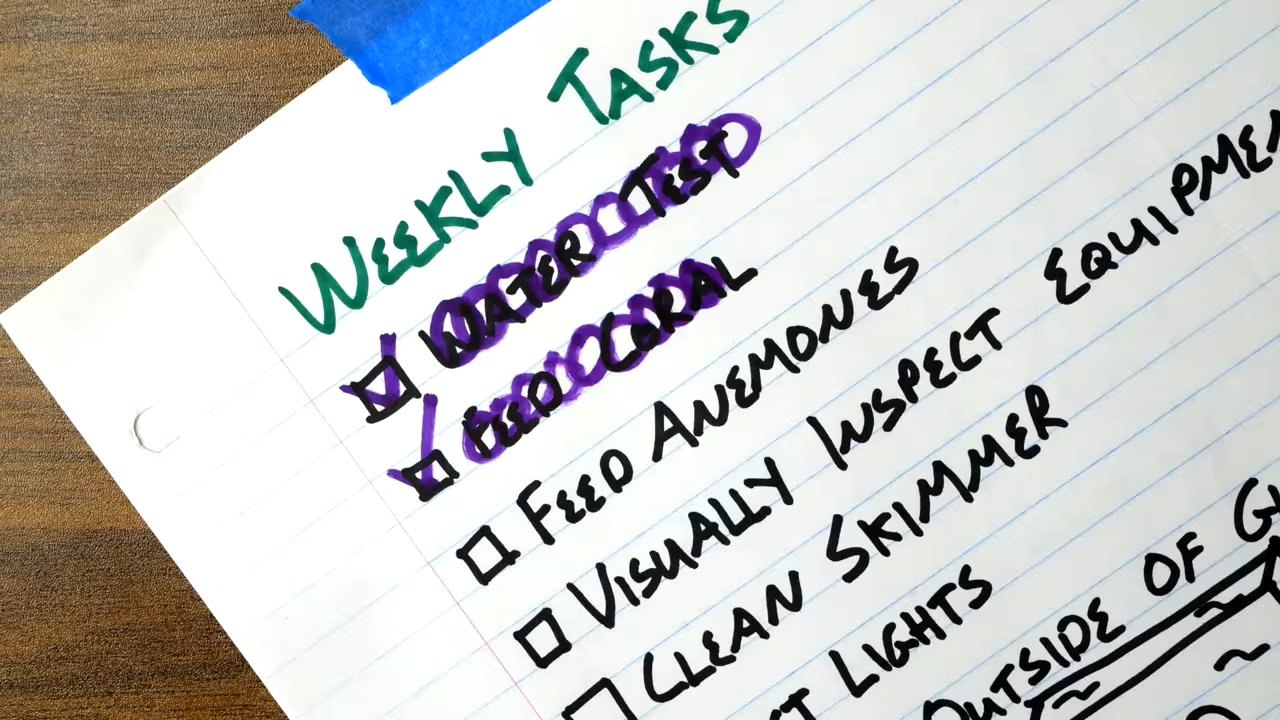 WEEKLY TASKS
WATER TEST
FEED CORAL
FEED ANEMONES
VISUALLY INSPECT
CLEAN SKIMMER
LIGHTS
OUTSIDE OF